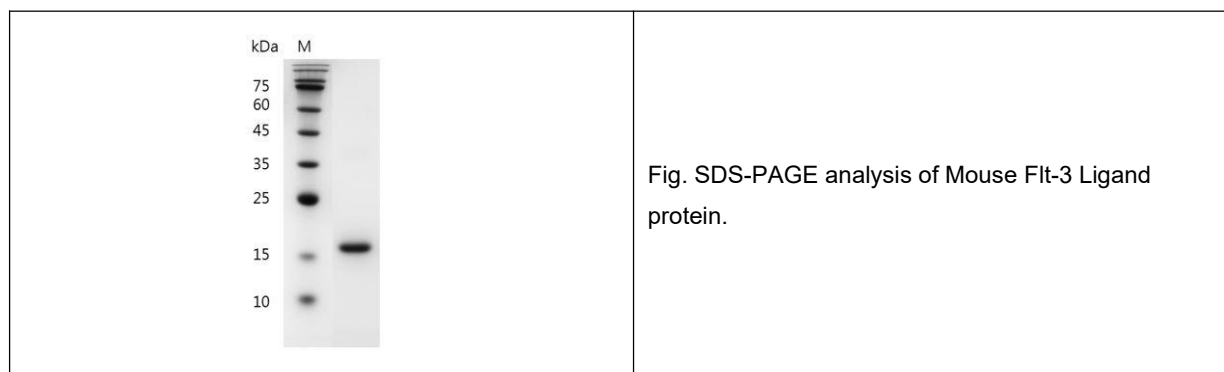 kDa M
75
60
45
35
25
15
10
Fig. SDS-PAGE analysis of Mouse Flt-3 Ligand
protein.